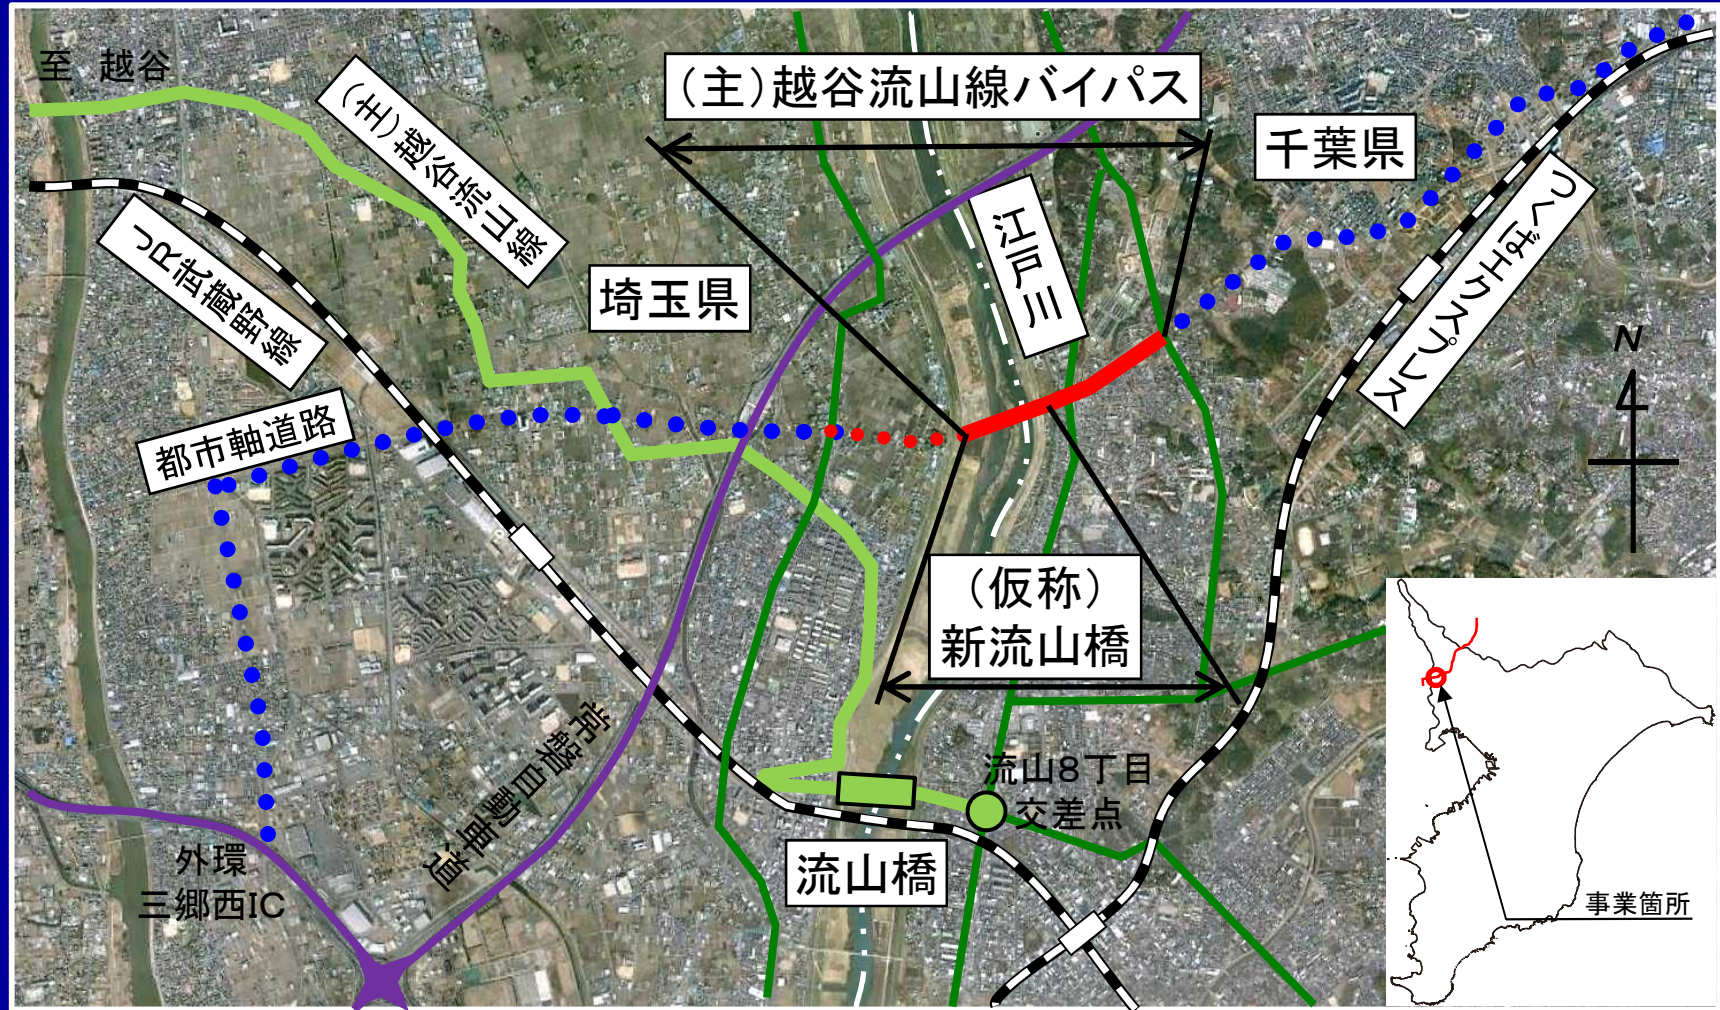 至 越谷
(主)越谷流山線バイパス
(主)越谷流山線
千葉県
つくばエクスプレス
江戸川
JR武蔵野線
埼玉県
N
都市軸道路
(仮称)
新流山橋
常磐自動車道
流山8丁目
交差点
外環
三郷西IC
流山橋
事業箇所